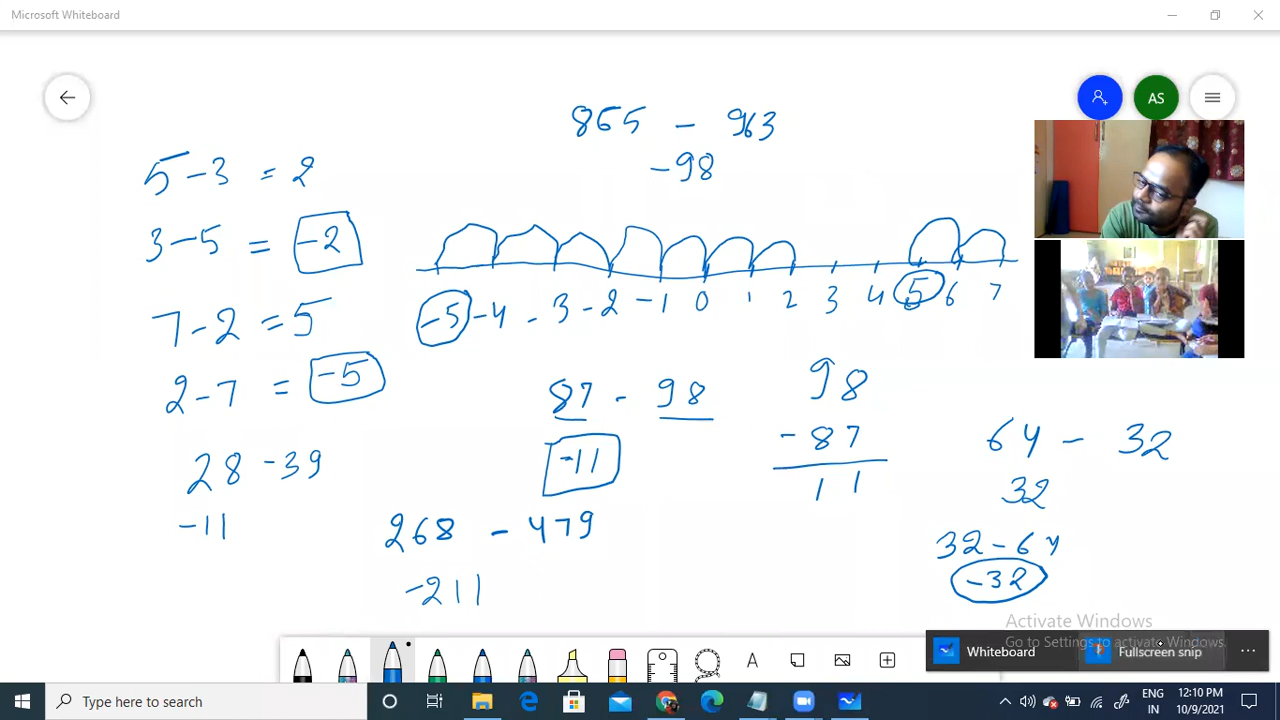 Microsoft Whiteboard
AS
865 - 963
-98
5-3 = 2
3-5 = -2
7-2 = 5
2-7 = -5
28 -39
-11
-5 -4 -3 -2 -1 0 1 2 3 4 5 6 7
87 - 98
-11
98
- 87
11
64 - 32
32
32-64
-32
268 - 479
-211
Activate Windows
Go to Settings to activate Windows.
Whiteboard
Fullscreen snip
A
Type here to search
ENG
IN
12:10 PM
10/9/2021